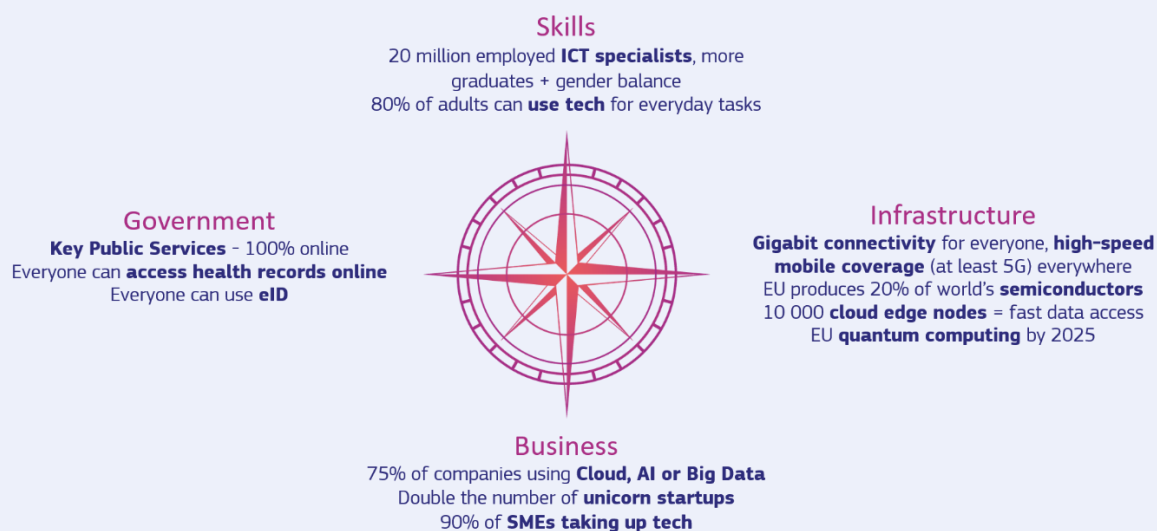 Skills
20 million employed ICT specialists, more
graduates + gender balance
80% of adults can use tech for everyday tasks
Government
Key Public Services - 100% online
Everyone can access health records online
Everyone can use eID
Infrastructure
Gigabit connectivity for everyone, high-speed
mobile coverage (at least 5G) everywhere
EU produces 20% of world's semiconductors
10 000 cloud edge nodes = fast data access
EU quantum computing by 2025
Business
75% of companies using Cloud, AI or Big Data
Double the number of unicorn startups
90% of SMEs taking up tech